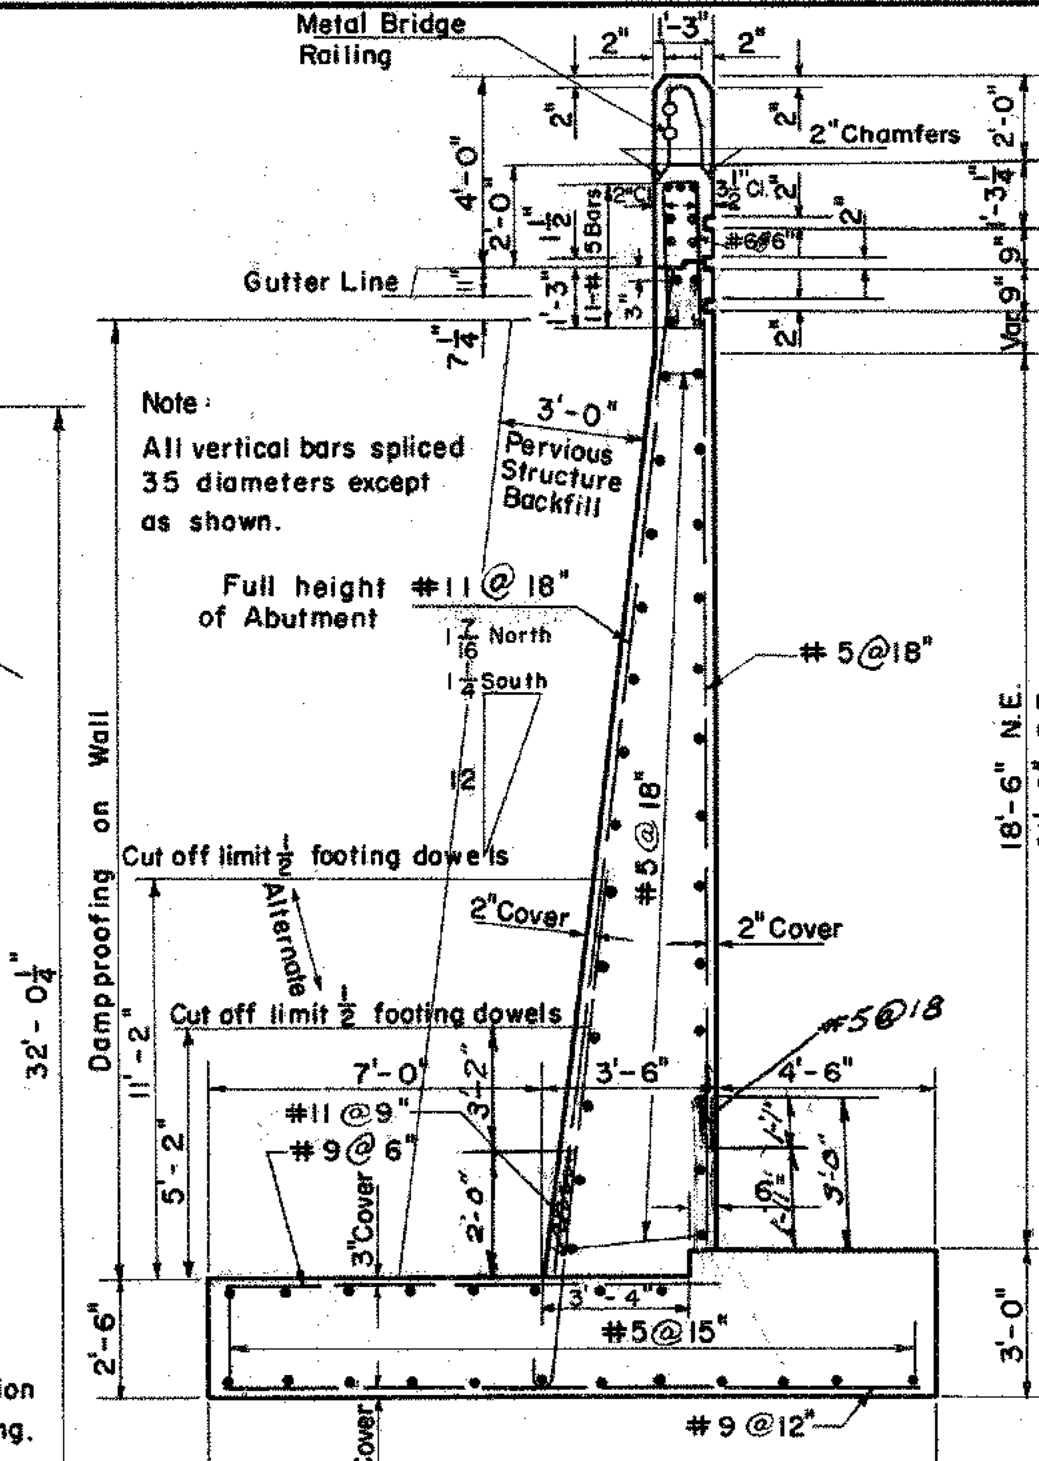 Metal Bridge
Railing
1'-3"
2"
2"
2"
2"
2" Chamfers
2'-0"
4'-0"
2'-0"
1 1/2"
2" Cl.
3 1/2" Cl.
2"
2"
1'-3 1/4"
#6@6"
9"
Gutter Line
11"
1'-3"
11-#5 Bars
3"
2"
9"
Var.
7 1/4"
Note:
All vertical bars spliced
35 diameters except
as shown.
3'-0"
Pervious
Structure
Backfill
Full height
of Abutment
#11 @ 18"
1 7/16 North
1 1/4 South
12
#5@18"
#5@18"
18'-6" N.E.
Dampproofing on Wall
Cut off limit 1/2 footing dowels
Alternate
2" Cover
2" Cover
Cut off limit 1/2 footing dowels
32'-0 1/4"
11'-2"
5'-2"
#5@18
7'-0"
3'-6"
4'-6"
3'-2"
#11 @ 9"
#9 @ 6"
2'-0"
3" Cover
1'-1"
1'-11"
3'-0"
3'-4"
#5@15"
2'-6"
3'-0"
#9 @12"
ion
ng.
Cover